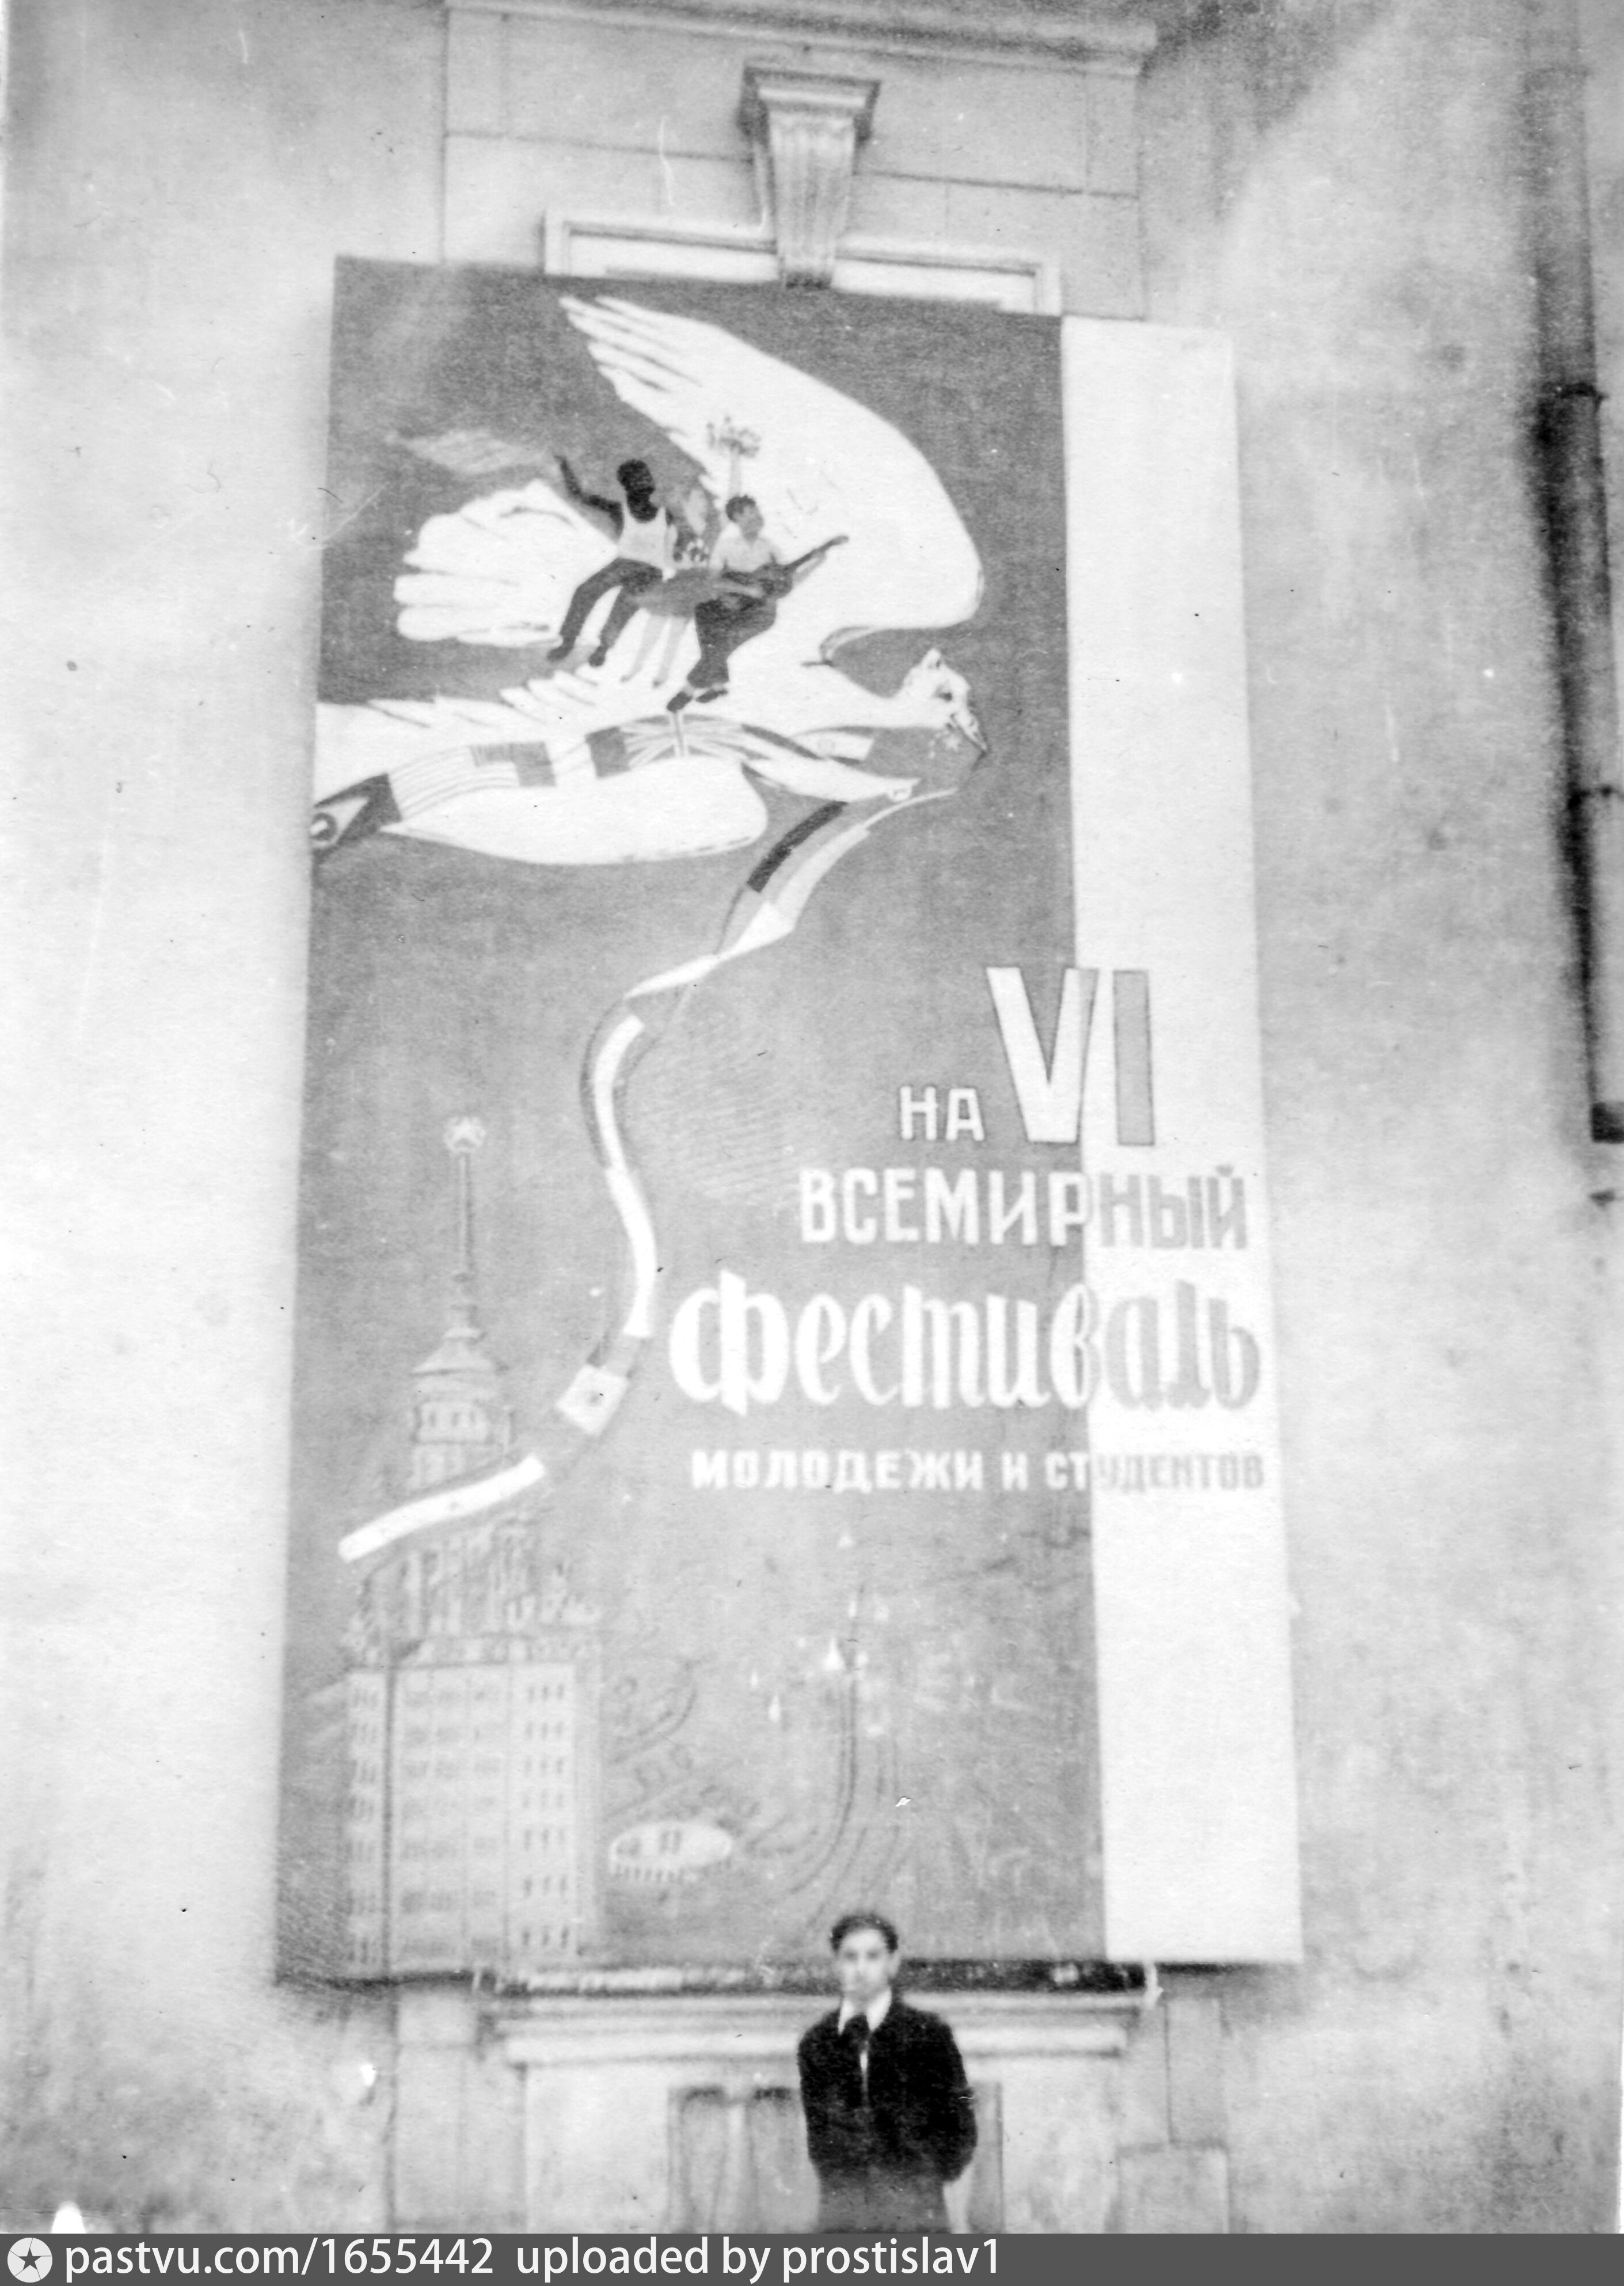 НА VI
ВСЕМИРНЫЙ
фестиваль
МОЛОДЕЖИ И СТУДЕНТОВ
pastvu.com/1655442 uploaded by prostislav1